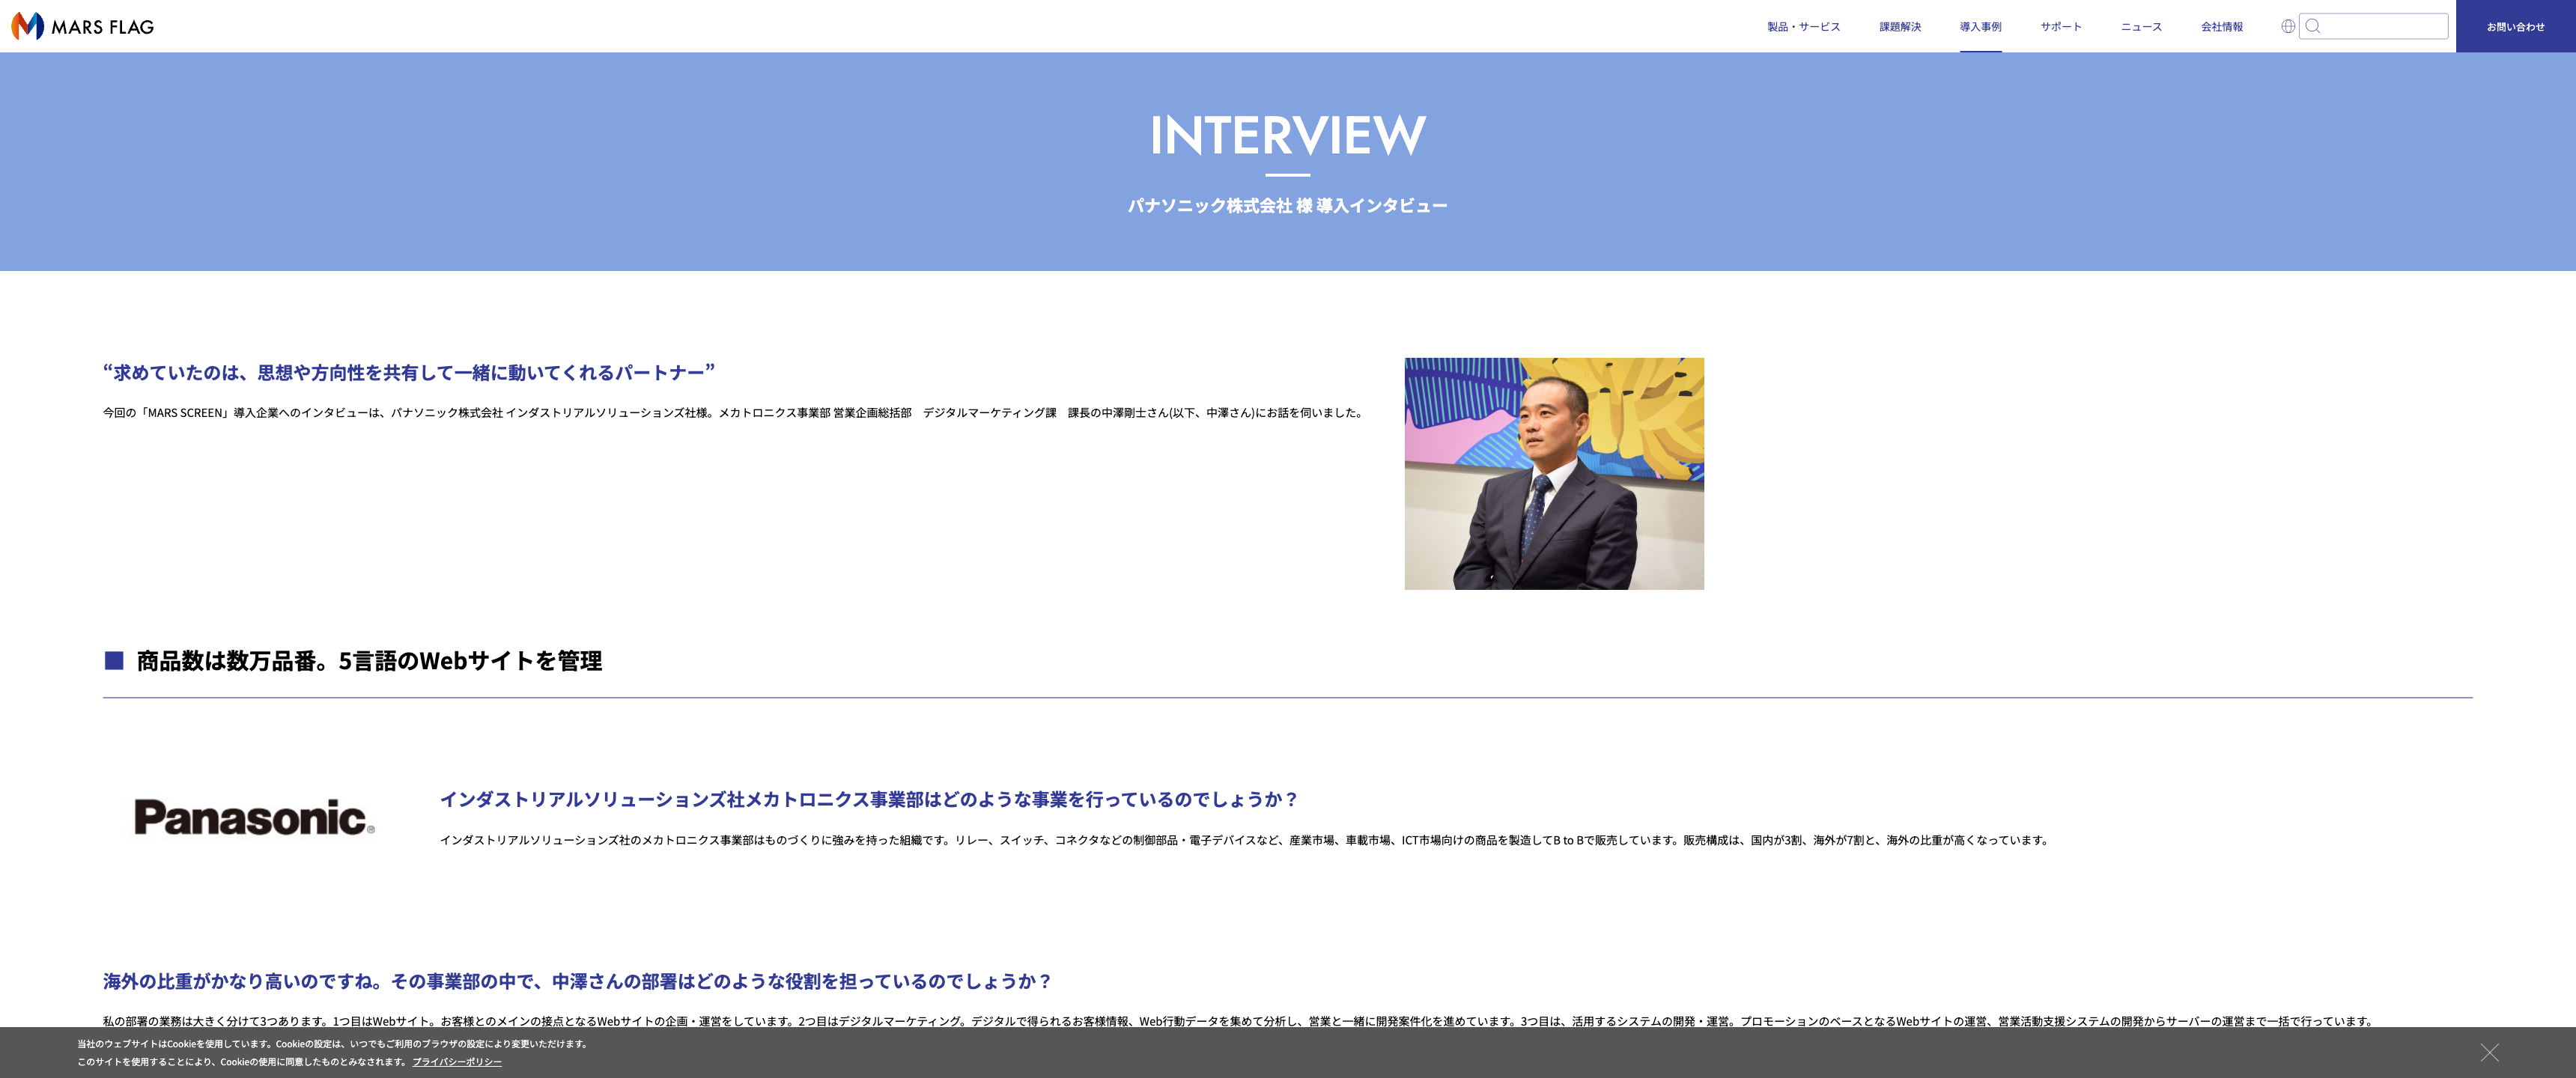 MARS FLAG
製品・サービス 課題解決 導入事例 サポート ニュース 会社情報 お問い合わせ
INTERVIEW
パナソニック株式会社 様 導入インタビュー
“求めていたのは、思想や方向性を共有して一緒に動いてくれるパートナー”
今回の「MARS SCREEN」導入企業へのインタビューは、パナソニック株式会社 インダストリアルソリューションズ社様。メカトロニクス事業部 営業企画総括部　デジタルマーケティング課　課長の中澤剛士さん(以下、中澤さん)にお話を伺いました。
商品数は数万品番。5言語のWebサイトを管理
Panasonic®
インダストリアルソリューションズ社メカトロニクス事業部はどのような事業を行っているのでしょうか？
インダストリアルソリューションズ社のメカトロニクス事業部はものづくりに強みを持った組織です。リレー、スイッチ、コネクタなどの制御部品・電子デバイスなど、産業市場、車載市場、ICT市場向けの商品を製造してB to Bで販売しています。販売構成は、国内が3割、海外が7割と、海外の比重が高くなっています。
海外の比重がかなり高いのですね。その事業部の中で、中澤さんの部署はどのような役割を担っているのでしょうか？
私の部署の業務は大きく分けて3つあります。1つ目はWebサイト。お客様とのメインの接点となるWebサイトの企画・運営をしています。2つ目はデジタルマーケティング。デジタルで得られるお客様情報、Web行動データを集めて分析し、営業と一緒に開発案件化を進めています。3つ目は、活用するシステムの開発・運営。プロモーションのベースとなるWebサイトの運営、営業活動支援システムの開発からサーバーの運営まで一括で行っています。
当社のウェブサイトはCookieを使用しています。Cookieの設定は、いつでもご利用のブラウザの設定により変更いただけます。
このサイトを使用することにより、Cookieの使用に同意したものとみなされます。 プライバシーポリシー